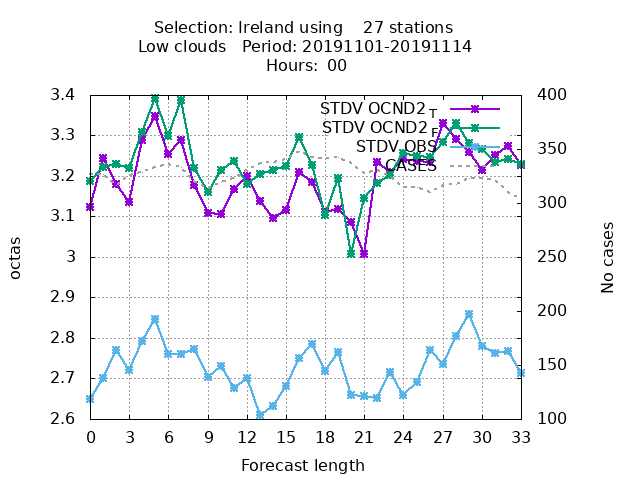 Selection: Ireland using 27 stations
Low clouds Period: 20191101-20191114
Hours: 00
STDV OCND2 T
STDV OCND2 F
STDV OBS
CASES
3.4
3.3
3.2
3.1
3
2.9
2.8
2.7
2.6
400
350
300
250
200
150
100
octas
No cases
0 3 6 9 12 15 18 21 24 27 30 33
Forecast length